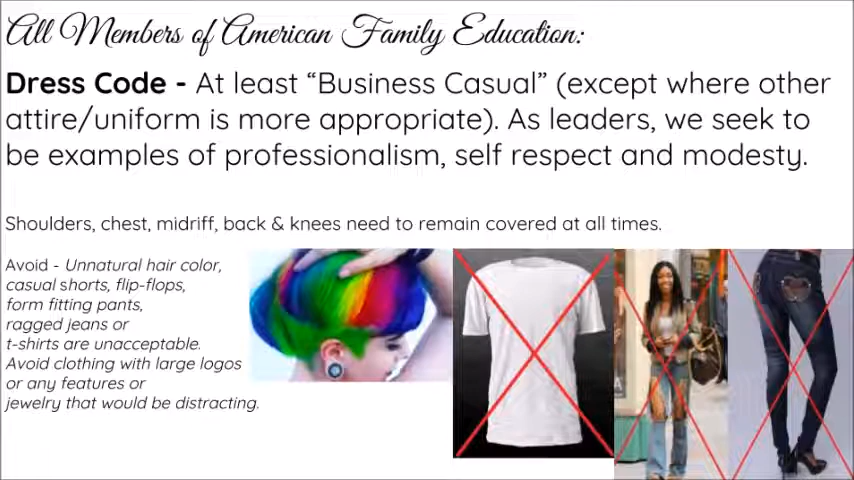 All Members of American Family Education:
Dress Code - At least “Business Casual” (except where other
attire/uniform is more appropriate). As leaders, we seek to
be examples of professionalism, self respect and modesty.
Shoulders, chest, midriff, back & knees need to remain covered at all times.
Avoid - Unnatural hair color,
casual shorts, flip-flops,
form fitting pants,
ragged jeans or
t-shirts are unacceptable.
Avoid clothing with large logos
or any features or
jewelry that would be distracting.